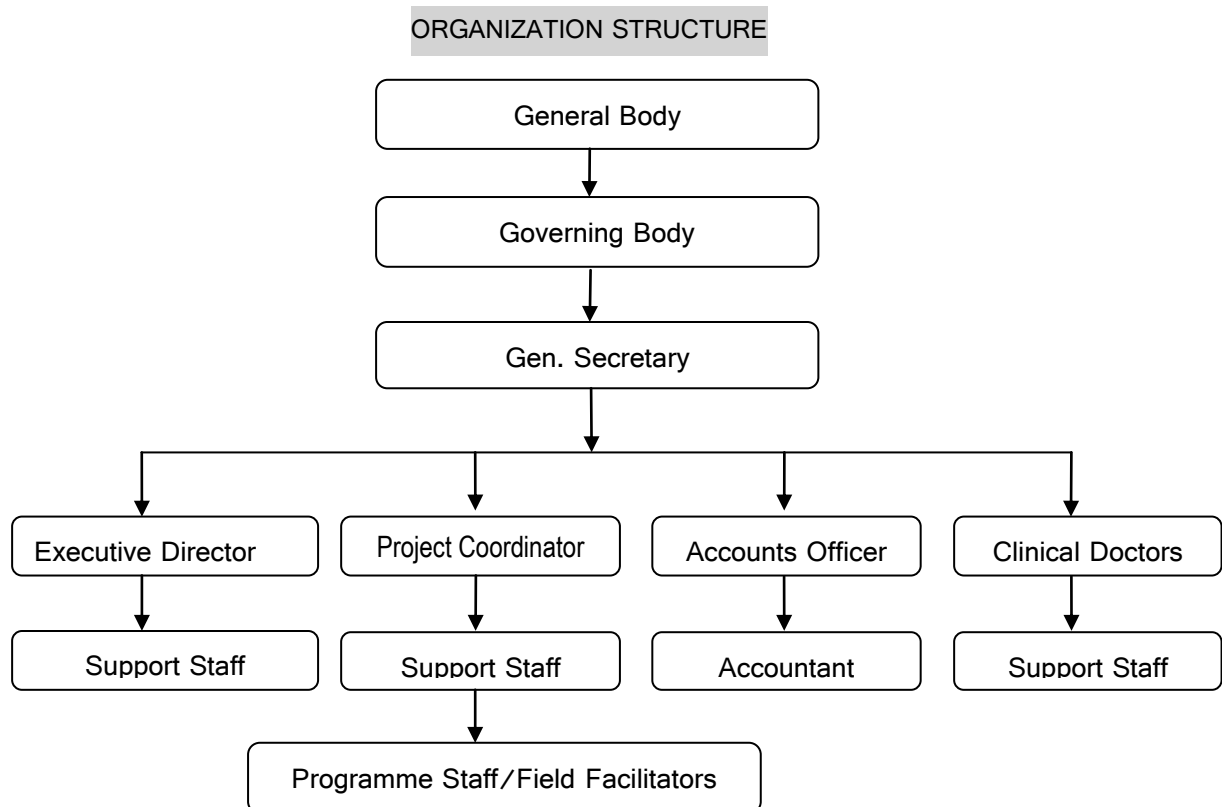 ORGANIZATION STRUCTURE
General Body
Governing Body
Gen. Secretary
Executive Director
Project Coordinator
Accounts Officer
Clinical Doctors
Support Staff
Support Staff
Accountant
Support Staff
Programme Staff/Field Facilitators